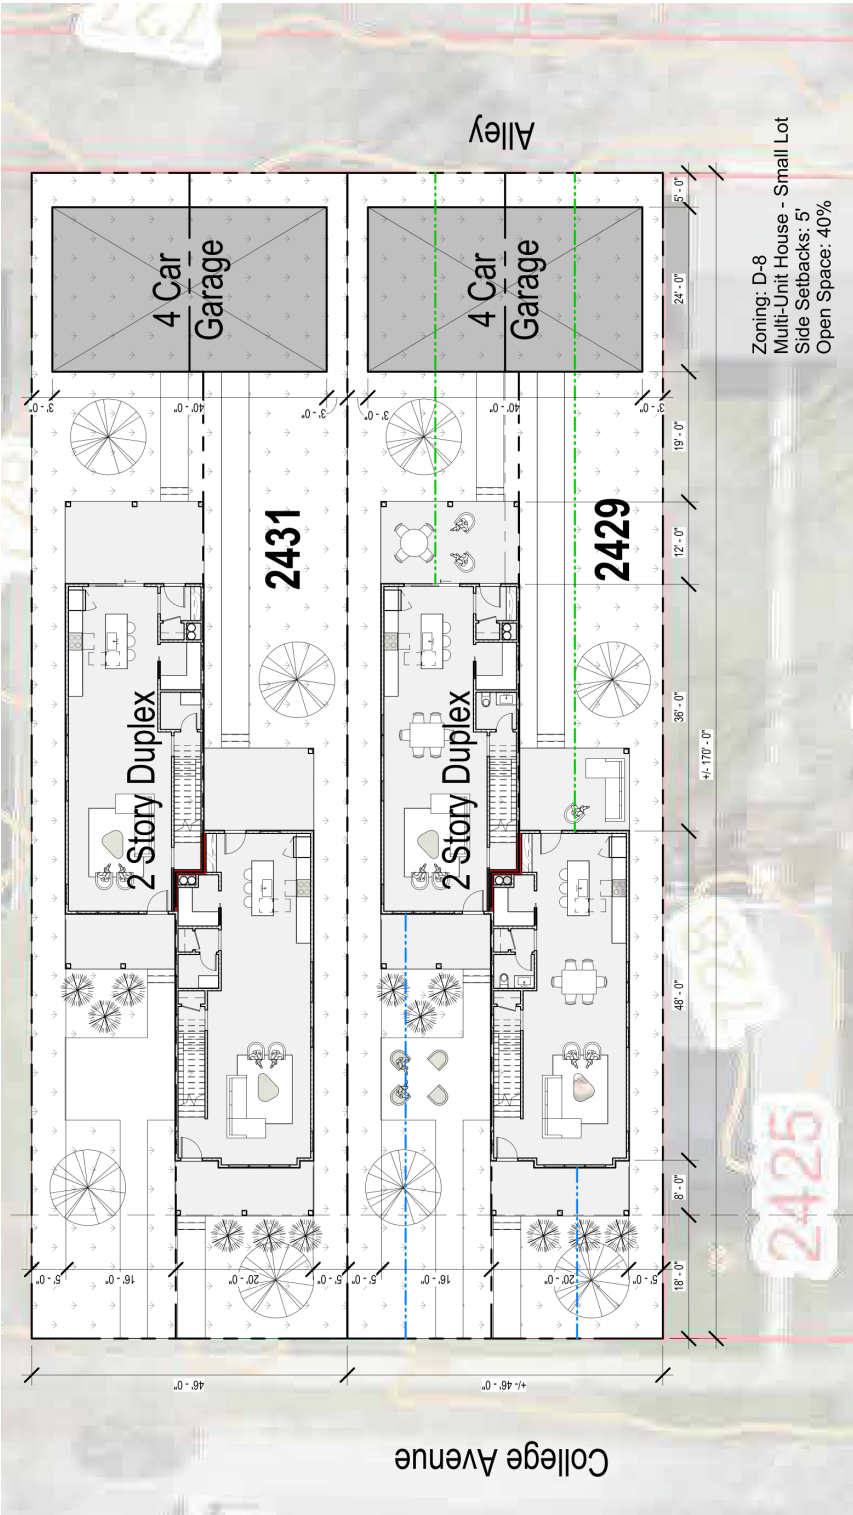 Alley
4 Car
Garage
4 Car
Garage
Zoning: D-8
Multi-Unit House - Small Lot
Side Setbacks: 5'
Open Space: 40%
5' - 0"
24' - 0"
19' - 0"
12' - 0"
36' - 0"
48' - 0"
8' - 0"
18' - 0"
+/- 170' - 0"
3' - 0"
40' - 0"
3' - 0"
3' - 0"
40' - 0"
3' - 0"
2431
2429
2 Story Duplex
2 Story Duplex
5' - 0"
16' - 0"
20' - 0"
5' - 0"
5' - 0"
16' - 0"
20' - 0"
5' - 0"
46' - 0"
+/- 46' - 0"
2425
College Avenue